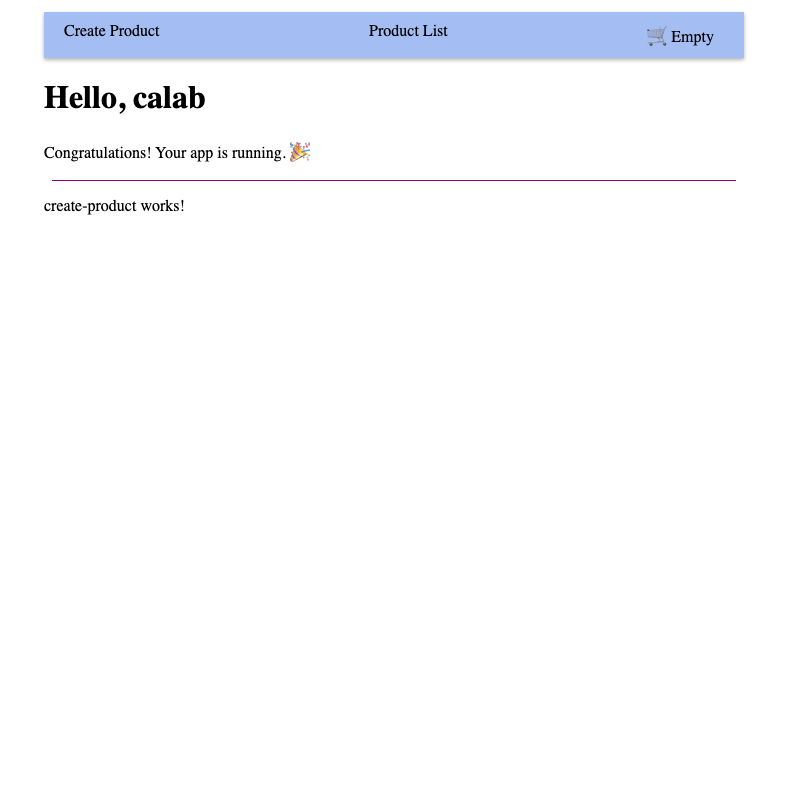 Create Product Product List 🛒 Empty
Hello, calab
Congratulations! Your app is running. 🎉
create-product works!